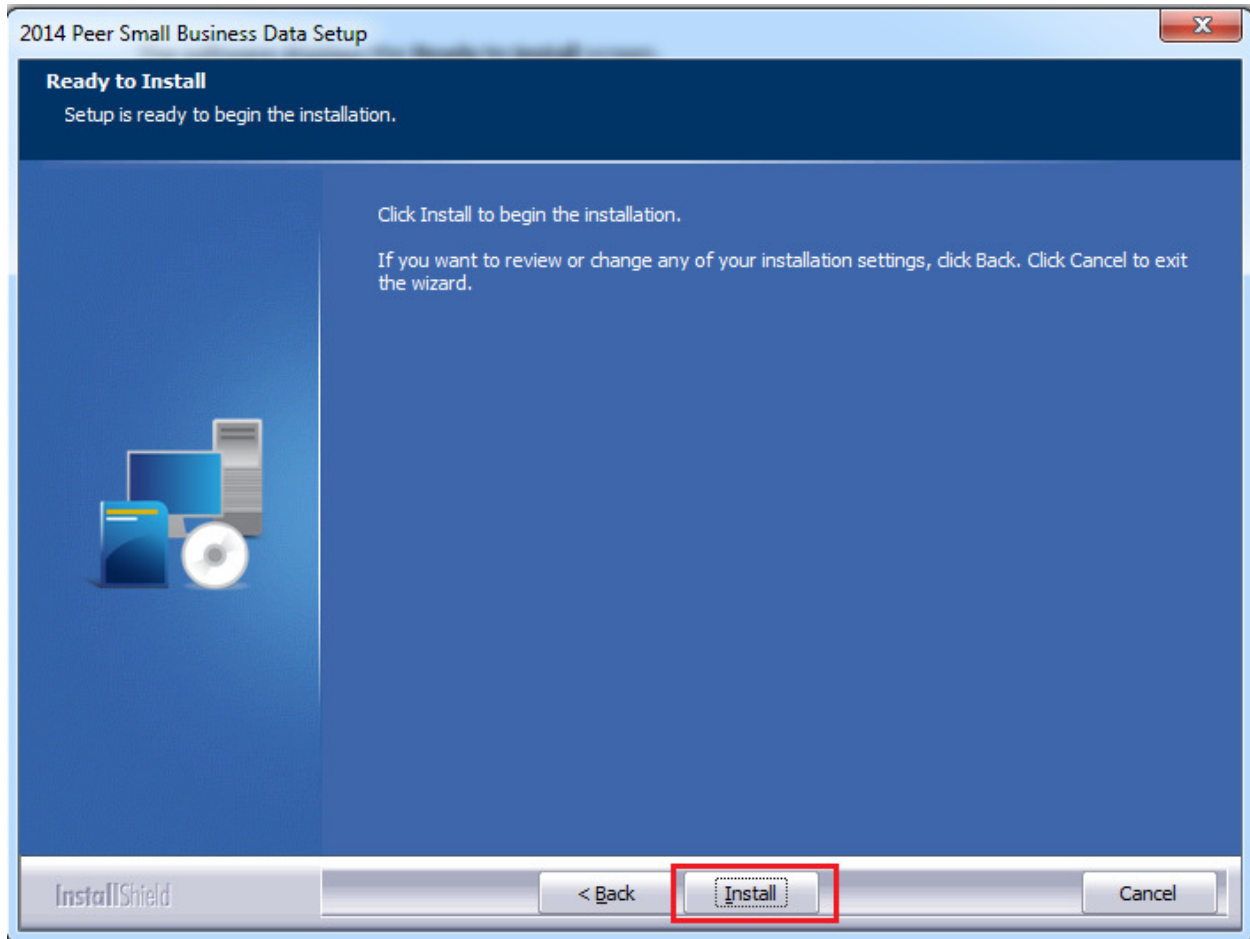 2014 Peer Small Business Data Setup
Ready to Install
Setup is ready to begin the installation.
Click Install to begin the installation.
If you want to review or change any of your installation settings, click Back. Click Cancel to exit
the wizard.
InstallShield
< Back
Install
Cancel